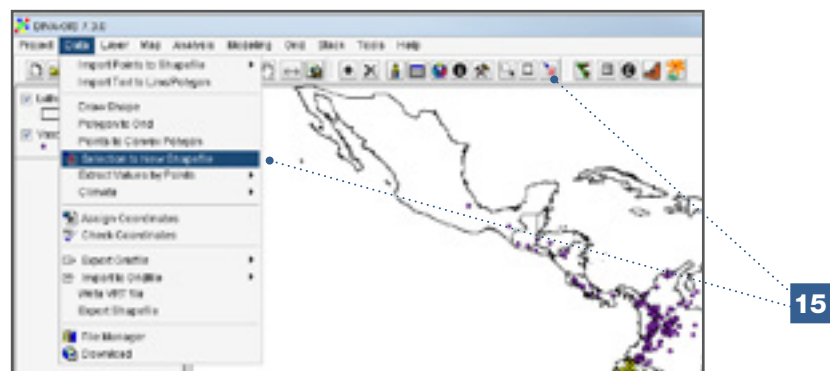 DIVA-GIS 7.3.0
Project Data Layer Map Analysis Modeling Grid Stack Tools Help
Import Points to Shapefile
Import Text to Line/Polygon
Draw Shape
Polygon to Grid
Points to Convex Polygon
Selection to New Shapefile
Extract Values by Points
Climate
Assign Coordinates
Check Coordinates
Export Gridfile
Import to Gridfile
Write VRT file
Export Shapefile
File Manager
Download
15